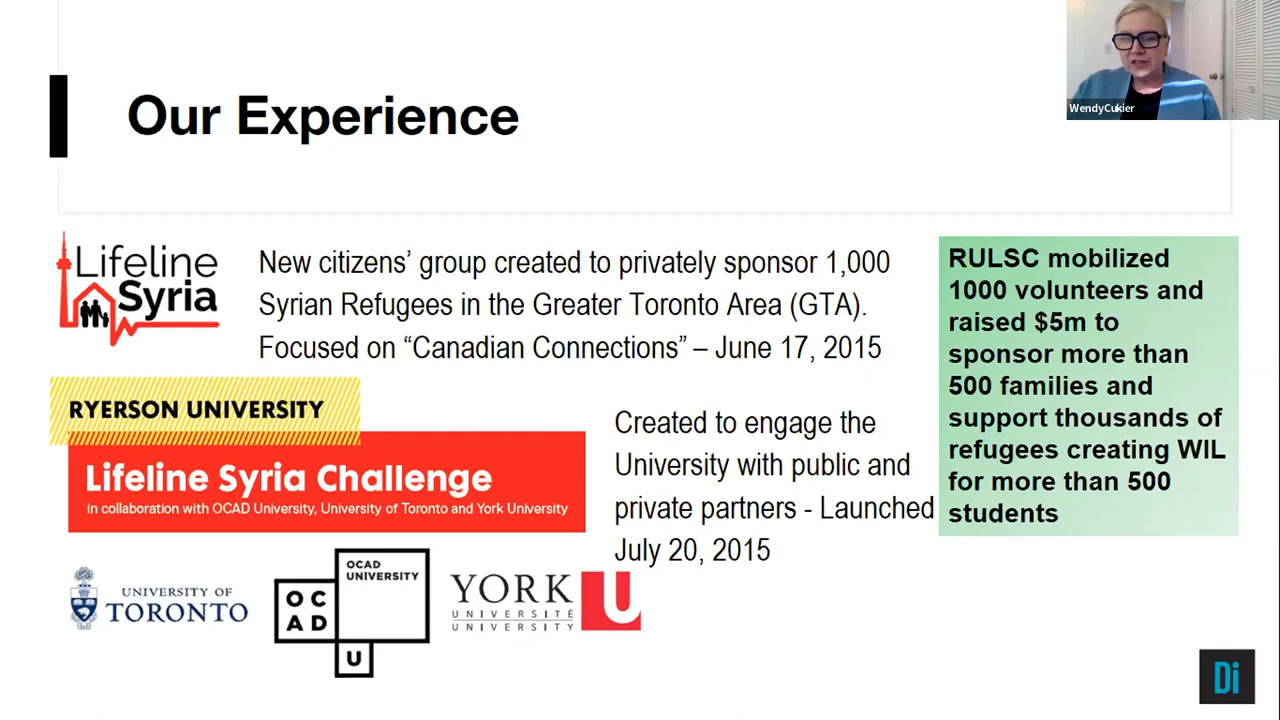 WendyCukier
Our Experience
Lifeline
Syria
New citizens’ group created to privately sponsor 1,000
Syrian Refugees in the Greater Toronto Area (GTA).
Focused on “Canadian Connections” – June 17, 2015
RULSC mobilized
1000 volunteers and
raised $5m to
sponsor more than
500 families and
support thousands of
refugees creating WIL
for more than 500
students
RYERSON UNIVERSITY
Lifeline Syria Challenge
in collaboration with OCAD University, University of Toronto and York University
Created to engage the
University with public and
private partners - Launched
July 20, 2015
UNIVERSITY OF
TORONTO
OCAD
UNIVERSITY
OC
AD
U
YORK
UNIVERSITÉ
UNIVERSITY
U
Di